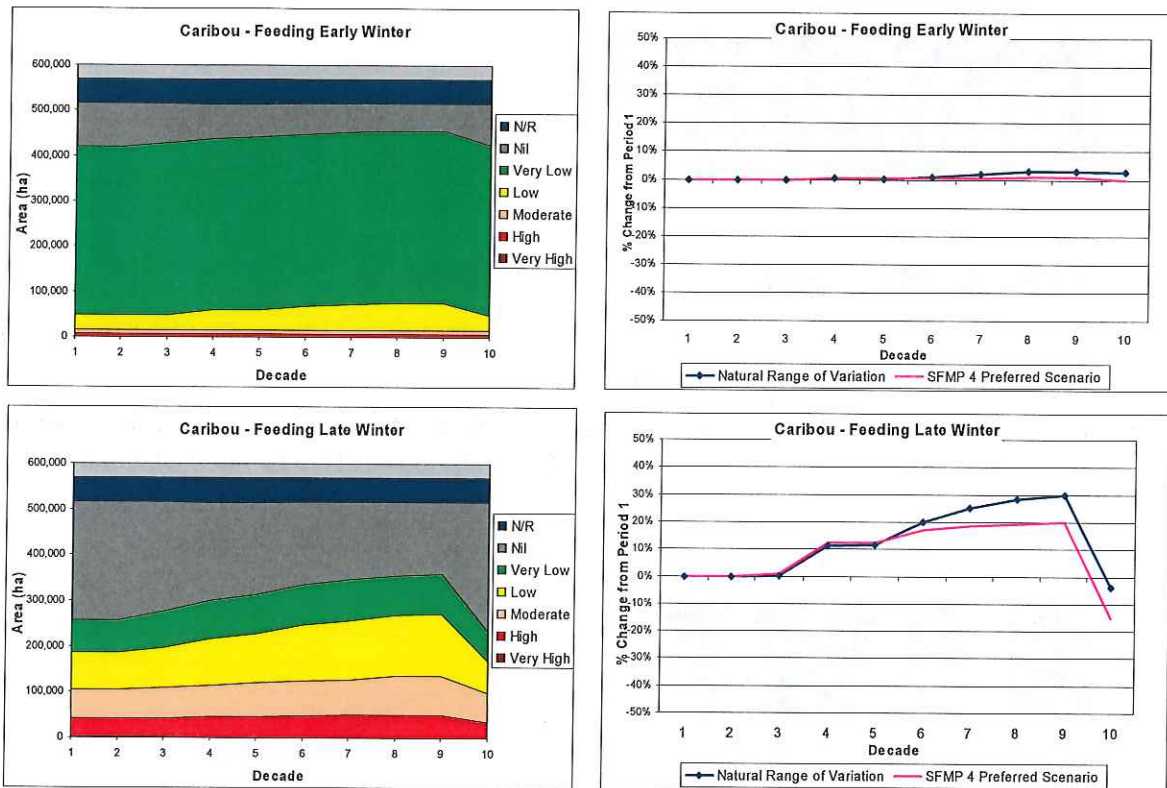 Caribou - Feeding Early Winter
600,000
500,000
400,000
300,000
200,000
100,000
0
Area (ha)
1 2 3 4 5 6 7 8 9 10
Decade
N/R
Nil
Very Low
Low
Moderate
High
Very High
Caribou - Feeding Early Winter
50%
40%
30%
20%
10%
0%
-10%
-20%
-30%
-40%
-50%
% Change from Period 1
1 2 3 4 5 6 7 8 9 10
Decade
Natural Range of Variation SFMP 4 Preferred Scenario
Caribou - Feeding Late Winter
600,000
500,000
400,000
300,000
200,000
100,000
0
Area (ha)
1 2 3 4 5 6 7 8 9 10
Decade
N/R
Nil
Very Low
Low
Moderate
High
Very High
Caribou - Feeding Late Winter
50%
40%
30%
20%
10%
0%
-10%
-20%
-30%
-40%
-50%
% Change from Period 1
1 2 3 4 5 6 7 8 9 10
Decade
Natural Range of Variation SFMP 4 Preferred Scenario